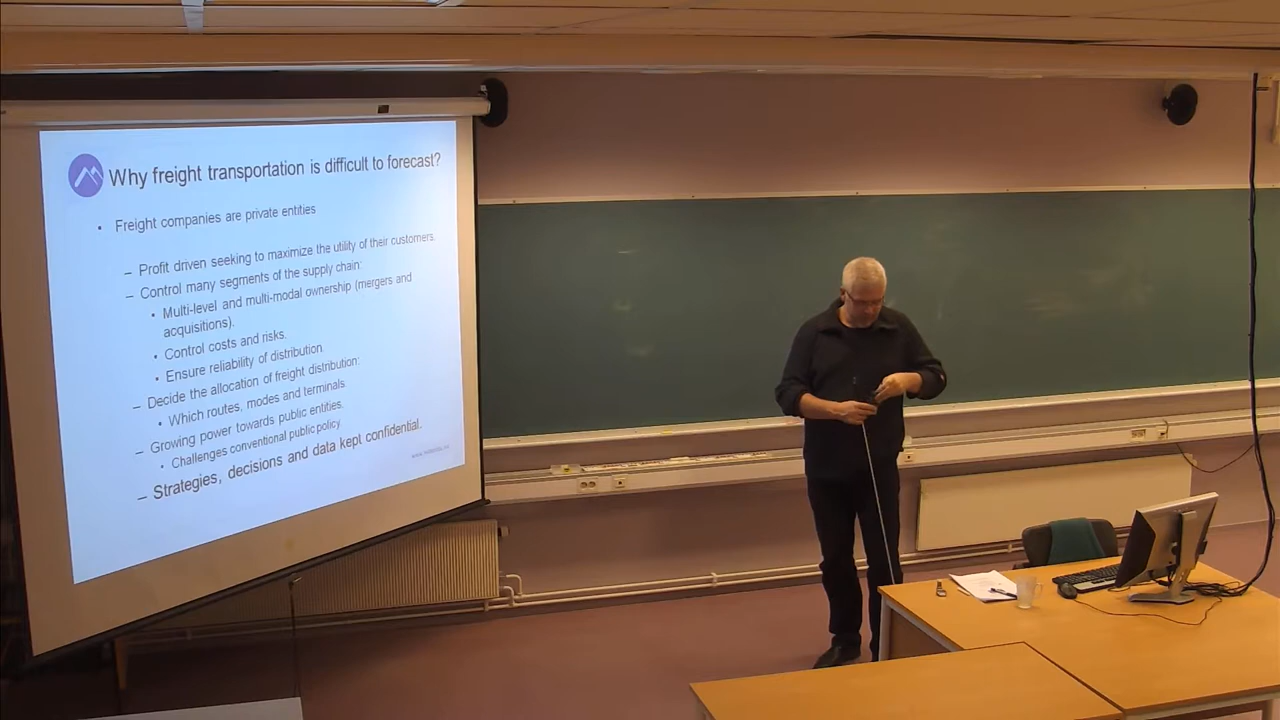 Why freight transportation is difficult to forecast?
• Freight companies are private entities
– Profit driven seeking to maximize the utility of their customers.
– Control many segments of the supply chain:
• Multi-level and multi-modal ownership (mergers and
acquisitions).
• Control costs and risks.
• Ensure reliability of distribution
– Decide the allocation of freight distribution:
• Which routes, modes and terminals
– Growing power towards public entities.
• Challenges conventional public policy
– Strategies, decisions and data kept confidential.